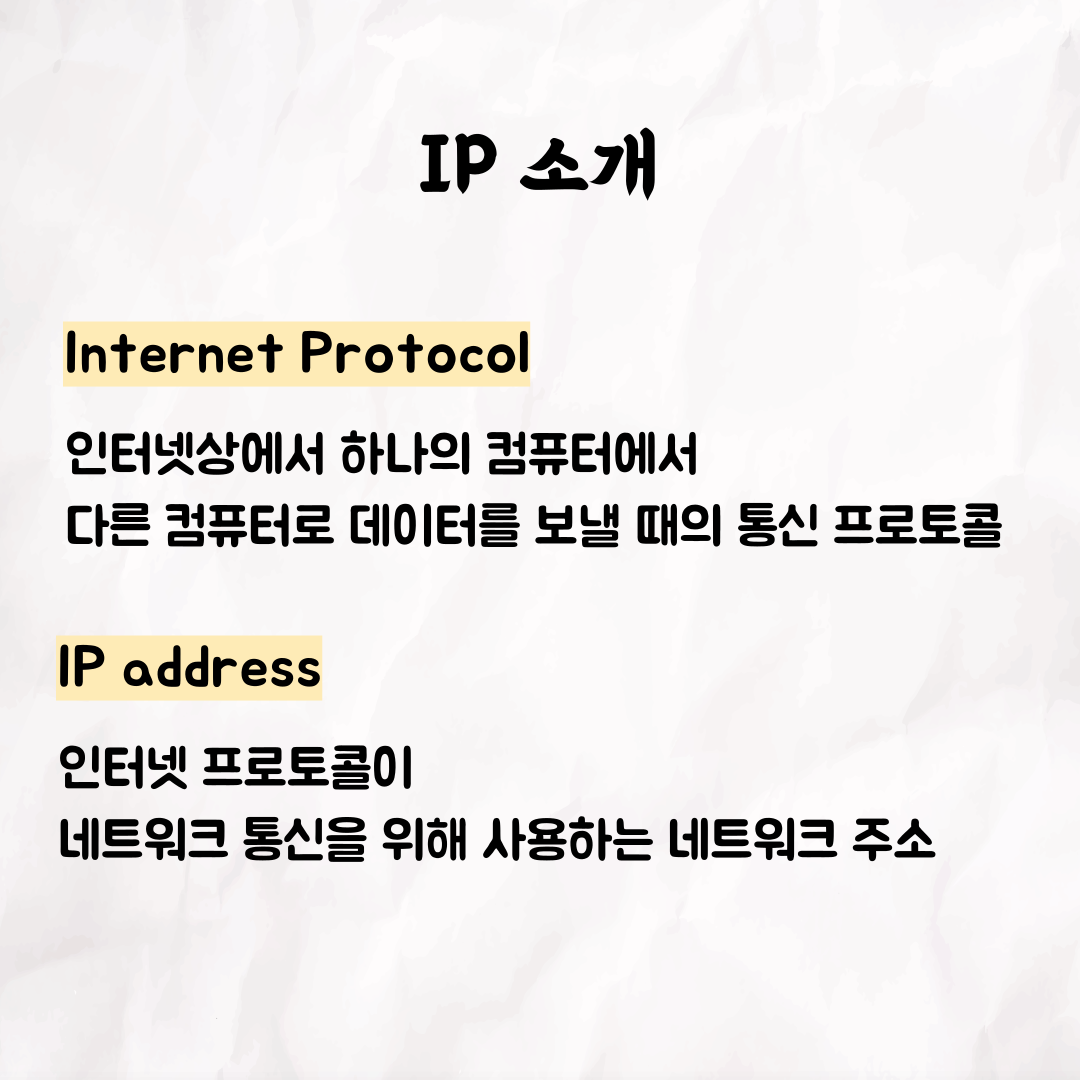 IP 소개
Internet Protocol
인터넷상에서 하나의 컴퓨터에서
다른 컴퓨터로 데이터를 보낼 때의 통신 프로토콜
IP address
인터넷 프로토콜이
네트워크 통신을 위해 사용하는 네트워크 주소